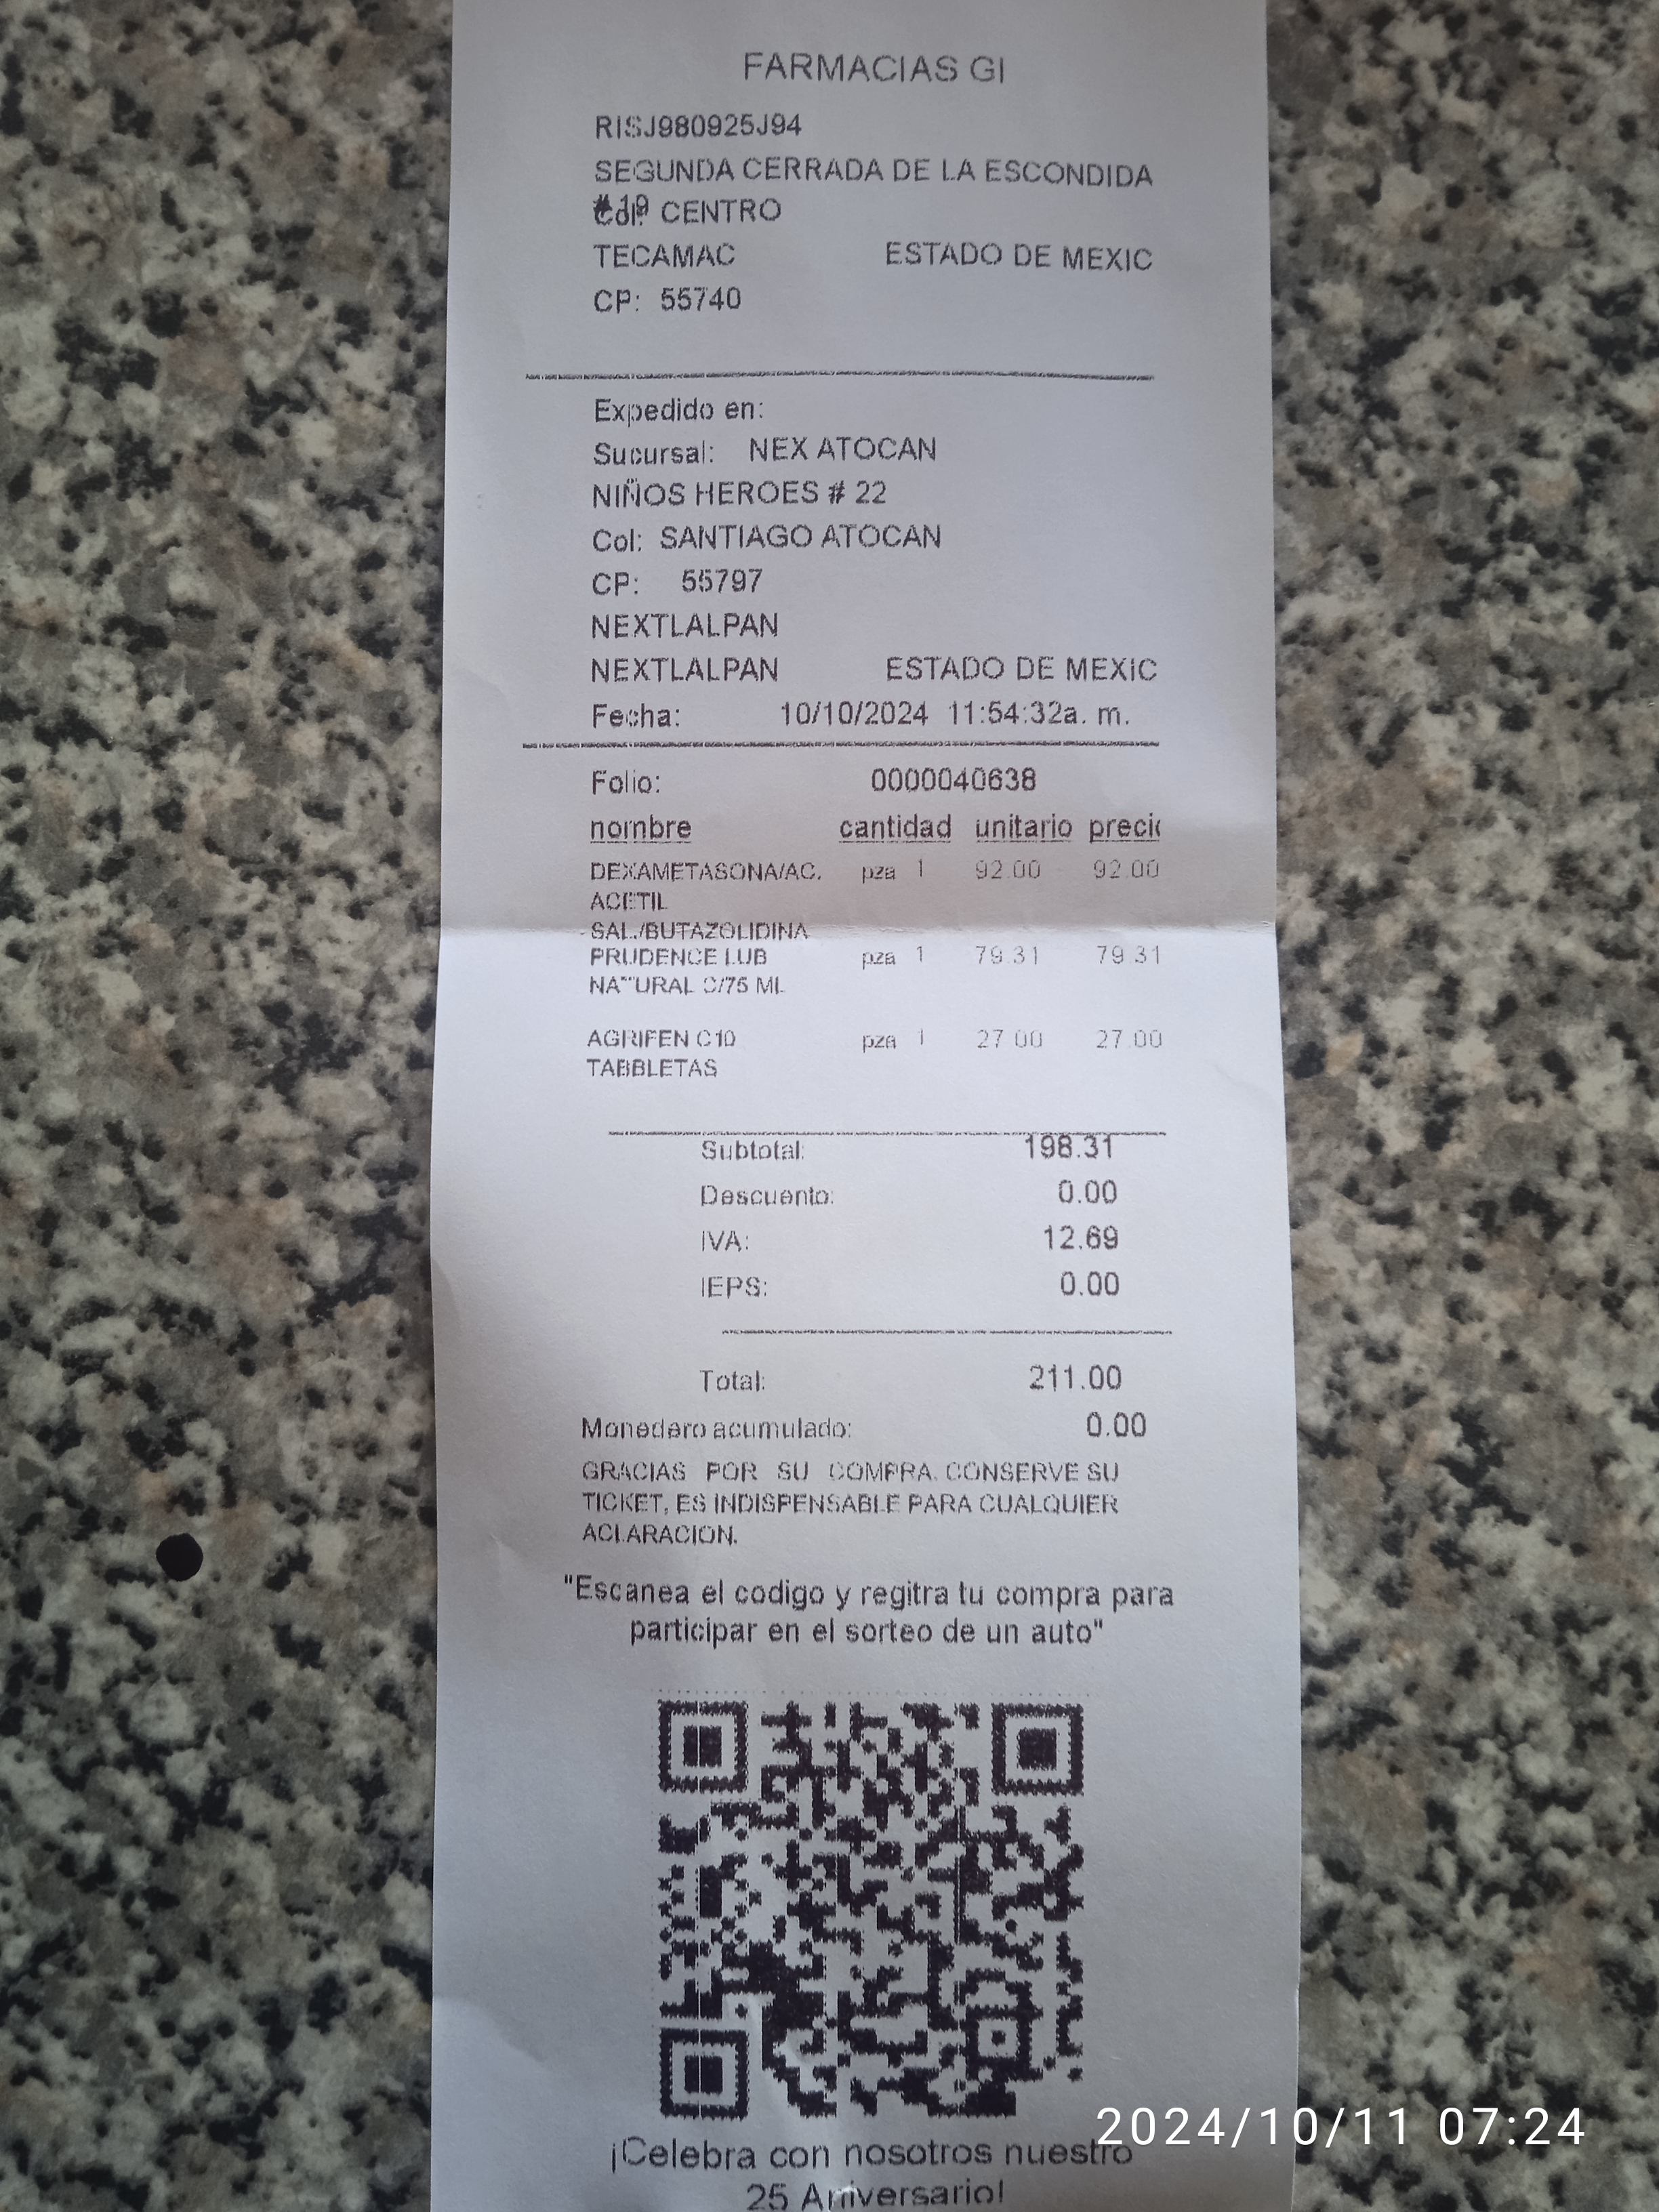 FARMACIAS GI
RISJ980925J94
SEGUNDA CERRADA DE LA ESCONDIDA
# 19
Col: CENTRO
TECAMAC ESTADO DE MEXIC
CP: 55740
Expedido en:
Sucursal: NEX ATOCAN
NIÑOS HEROES # 22
Col: SANTIAGO ATOCAN
CP: 55797
NEXTLALPAN
NEXTLALPAN ESTADO DE MEXIC
Fecha: 10/10/2024 11:54:32a. m.
Folio: 0000040638
nombre cantidad unitario precio
DEXAMETASONA/AC. pza 1 92.00 92.00
ACETIL
SAL./BUTAZOLIDINA
PRUDENCE LUB pza 1 79.31 79.31
NATURAL C/75 ML
AGRIFEN C10 pza 1 27.00 27.00
TABBLETAS
Subtotal: 198.31
Descuento: 0.00
IVA: 12.69
IEPS: 0.00
Total: 211.00
Monedero acumulado: 0.00
GRACIAS POR SU COMPRA. CONSERVE SU
TICKET, ES INDISPENSABLE PARA CUALQUIER
ACLARACION.
"Escanea el codigo y regitra tu compra para
participar en el sorteo de un auto"
¡Celebra con nosotros nuestro
25 Aniversario!
2024/10/11 07:24